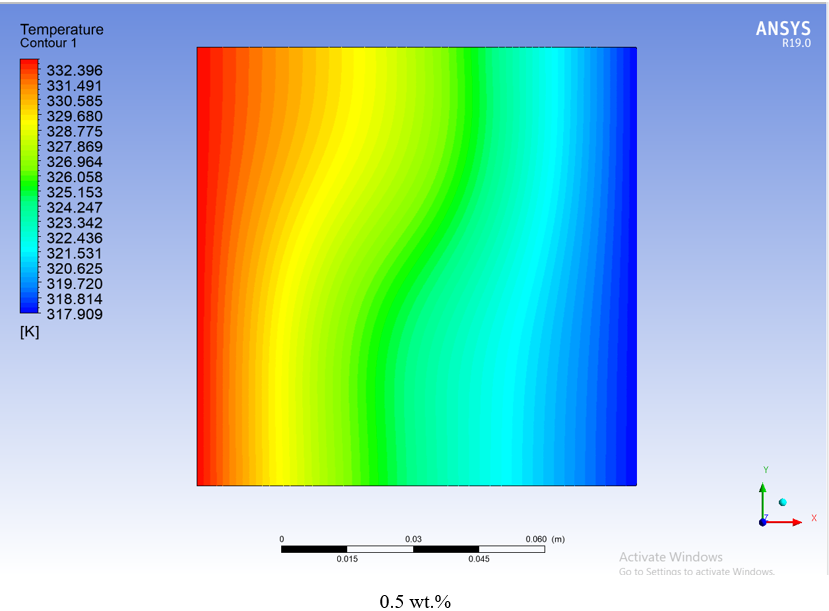 Temperature
Contour 1
ANSYS
R19.0
332.396
331.491
330.585
329.680
328.775
327.869
326.964
326.058
325.153
324.247
323.342
322.436
321.531
320.625
319.720
318.814
317.909
[K]
Y
Z
X
0 0.03 0.060 (m)
0.015 0.045
Activate Windows
Go to Settings to activate Windows.
0.5 wt.%